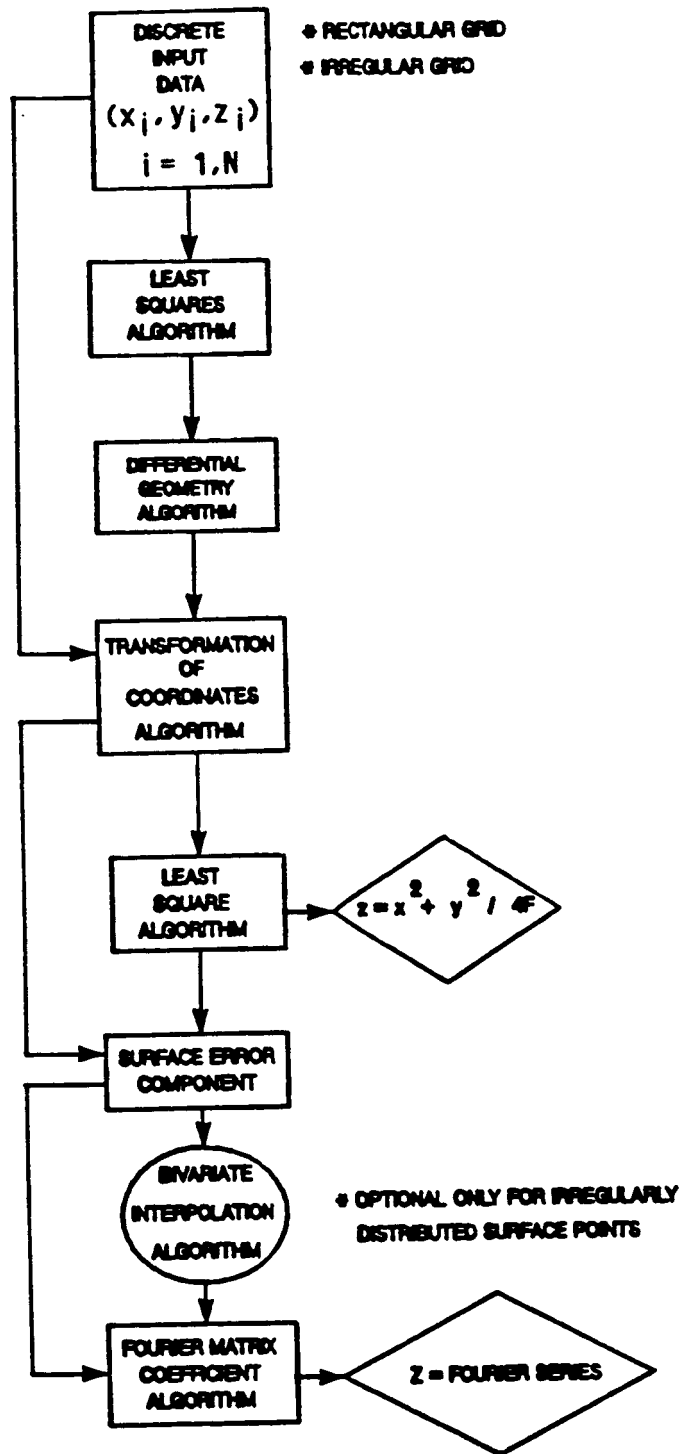 DISCRETE
INPUT
DATA
(x_i, y_i, z_i)
i = 1, N
* RECTANGULAR GRID
* IRREGULAR GRID
LEAST
SQUARES
ALGORITHM
DIFFERENTIAL
GEOMETRY
ALGORITHM
TRANSFORMATION
OF
COORDINATES
ALGORITHM
LEAST
SQUARE
ALGORITHM
z = x^2 + y^2 / 4F
SURFACE ERROR
COMPONENT
BIVARIATE
INTERPOLATION
ALGORITHM
* OPTIONAL ONLY FOR IRREGULARLY
DISTRIBUTED SURFACE POINTS
FOURIER MATRIX
COEFFICIENT
ALGORITHM
Z = FOURIER SERIES